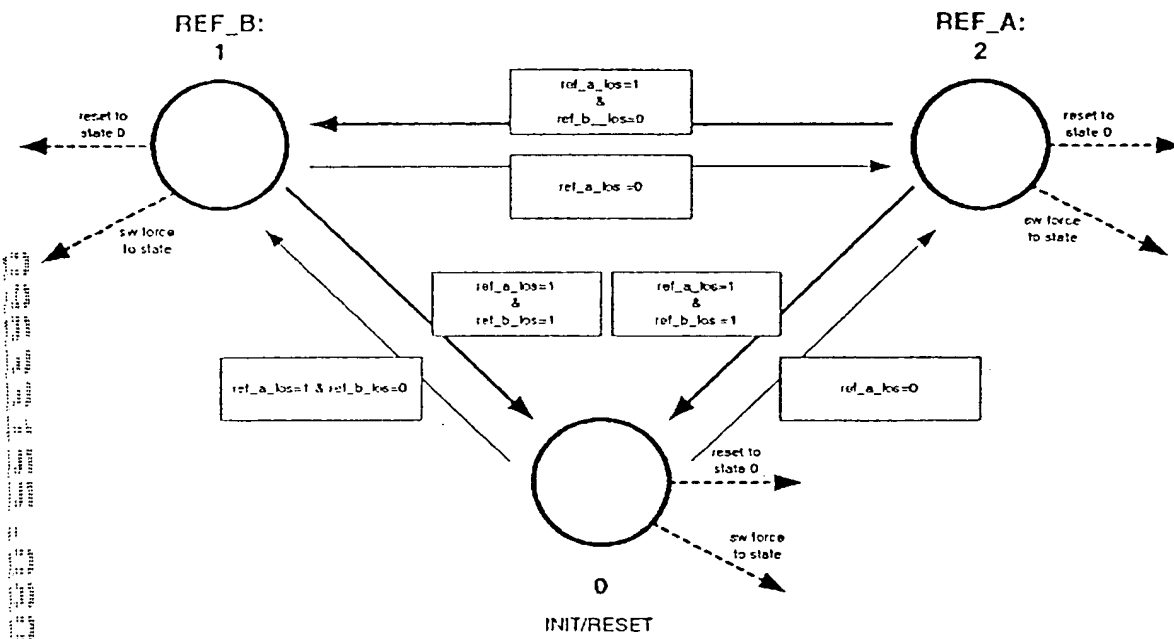 REF_B:
1
REF_A:
2
ref_a_los=1
&
ref_b__los=0
reset to
state 0
reset to
state 0
ref_a_los =0
sw force
to state
sw force
to state
ref_a_los=1
&
ref_b_los=1
ref_a_los=1
&
ref_b_los =1
ref_a_los=1 & ref_b_los=0
ref_a_los=0
reset to
state 0
sw force
to state
0
INIT/RESET